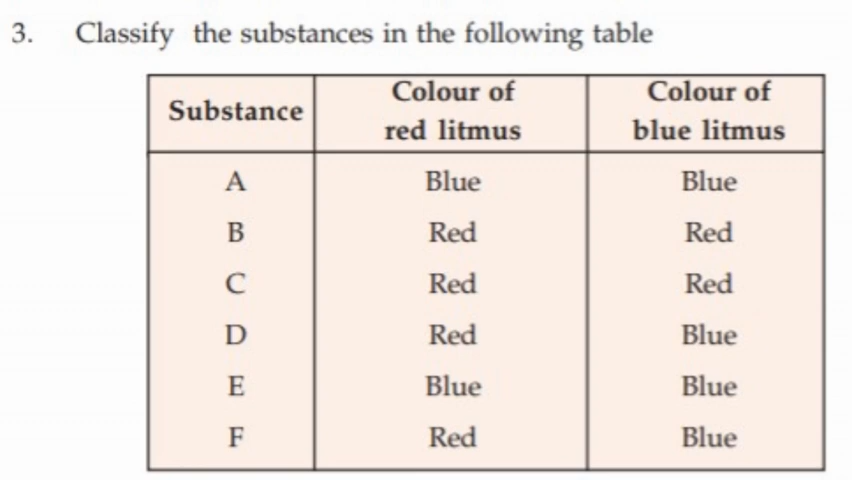 3. Classify the substances in the following table
Substance Colour of red litmus Colour of blue litmus
A Blue Blue
B Red Red
C Red Red
D Red Blue
E Blue Blue
F Red Blue